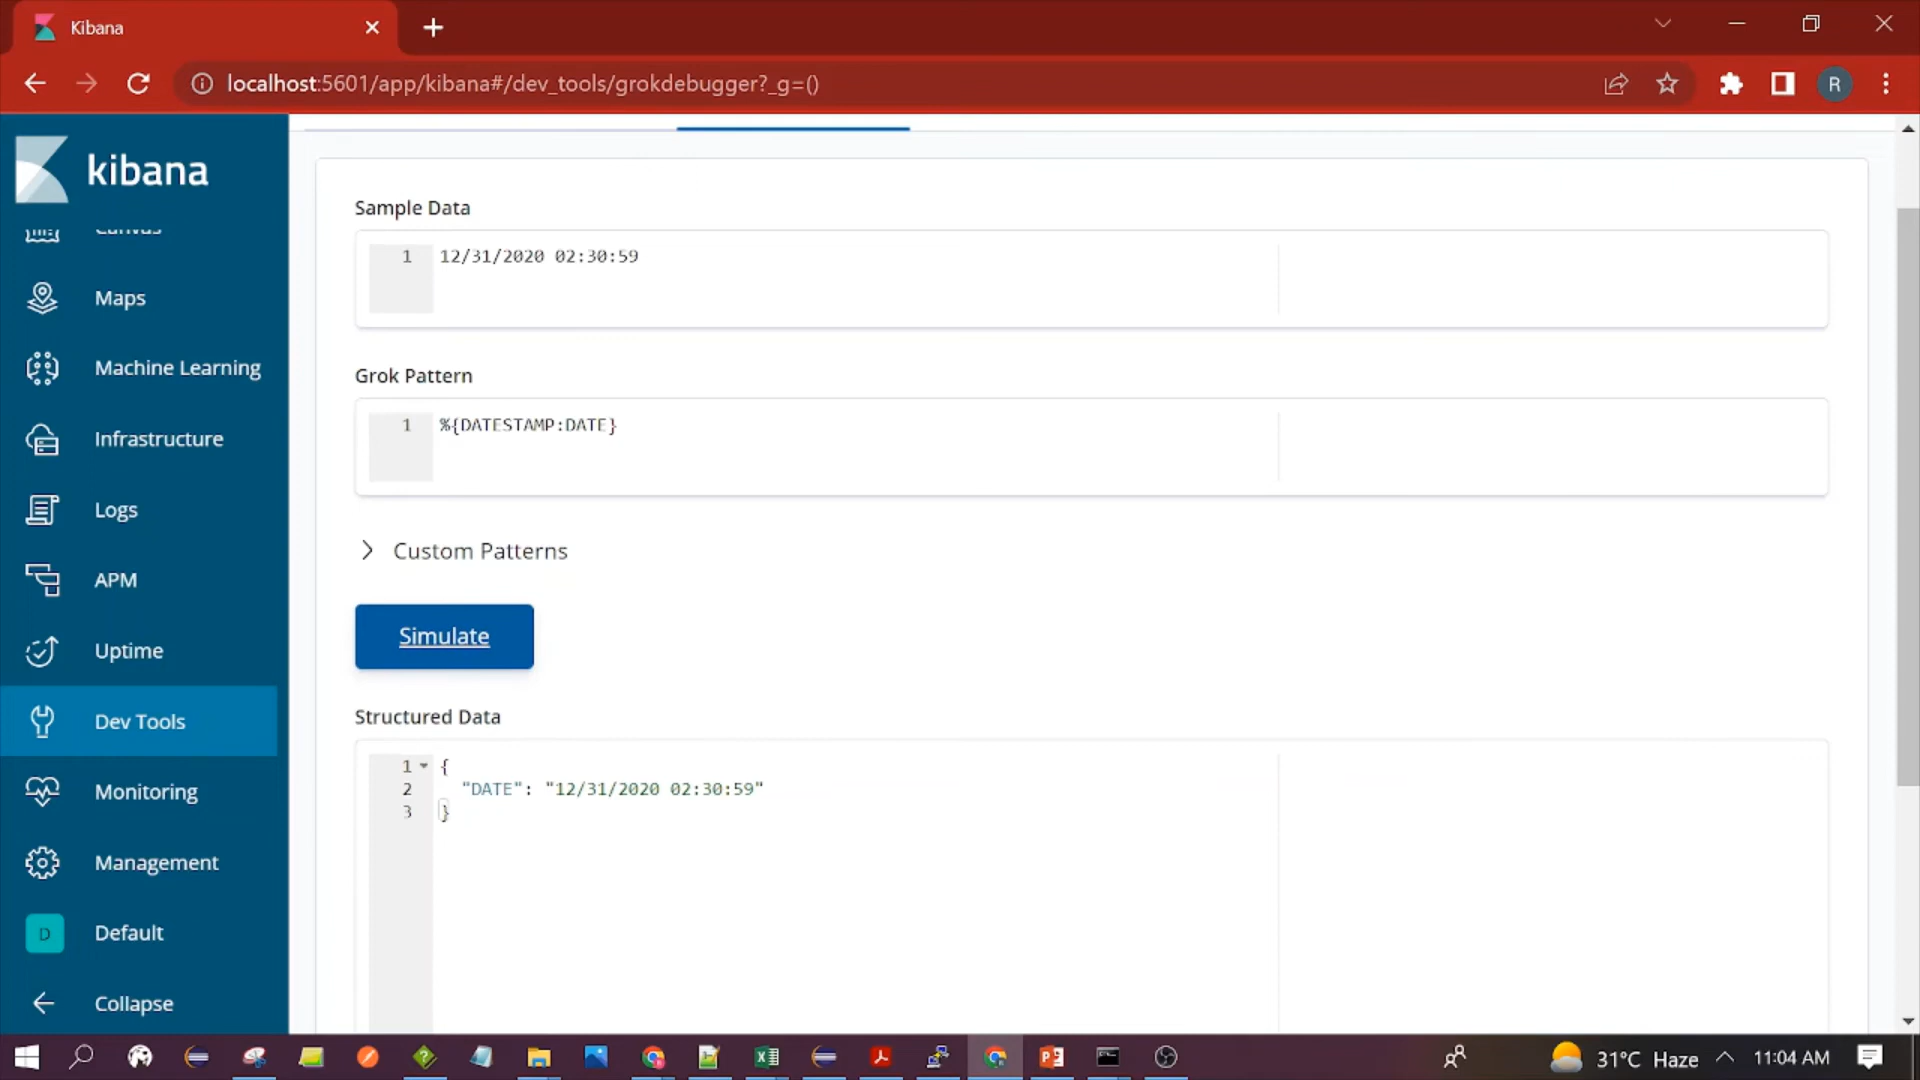 Kibana
localhost:5601/app/kibana#/dev_tools/grokdebugger?_g=()
R
kibana
Canvas
Maps
Machine Learning
Infrastructure
Logs
APM
Uptime
Dev Tools
Monitoring
Management
D Default
Collapse
Sample Data
1 12/31/2020 02:30:59
Grok Pattern
1 %{DATESTAMP:DATE}
Custom Patterns
Simulate
Structured Data
1 {
2 "DATE": "12/31/2020 02:30:59"
3 }
31°C Haze
11:04 AM